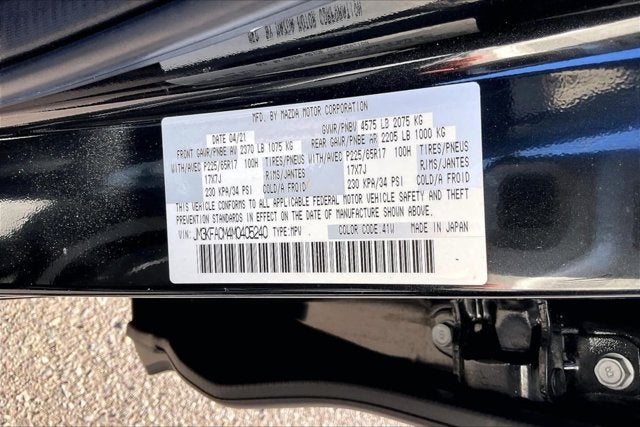 MFD. BY MAZDA MOTOR CORPORATION
DATE 04/21 GVWR/PNBV 4575 LB 2075 KG
FRONT GAWR/PNBE AV 2370 LB 1075 KG REAR GAWR/PNBE AR 2205 LB 1000 KG
WITH/AVEC P225/65R17 100H TIRES/PNEUS WITH/AVEC P225/65R17 100H TIRES/PNEUS
17X7J RIMS/JANTES 17X7J RIMS/JANTES
230 KPA/34 PSI COLD/A FROID 230 KPA/34 PSI COLD/A FROID
THIS VEHICLE CONFORMS TO ALL APPLICABLE FEDERAL MOTOR VEHICLE SAFETY AND THEFT
PREVENTION STANDARDS IN EFFECT ON THE DATE OF MANUFACTURE SHOWN ABOVE.
VIN: JM3KFACM4M0405240 TYPE: MPV COLOR CODE: 41W MADE IN JAPAN
8